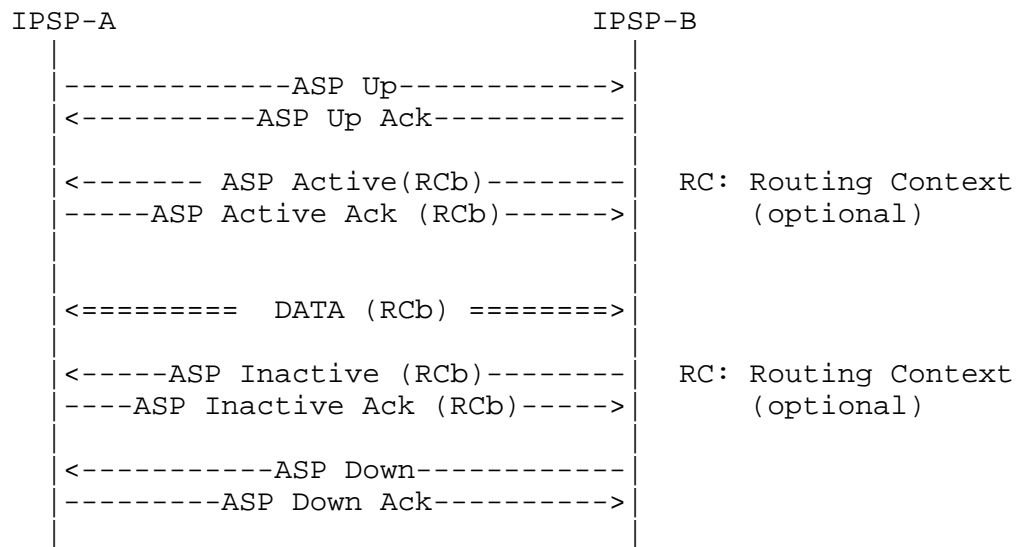 IPSP-A                                   IPSP-B
|-------------ASP Up------------>|
|<----------ASP Up Ack-----------|
|<------- ASP Active(RCb)--------|  RC: Routing Context
|-----ASP Active Ack (RCb)------>|      (optional)
|<=========  DATA (RCb) ========>|
|<-----ASP Inactive (RCb)--------|  RC: Routing Context
|----ASP Inactive Ack (RCb)----->|      (optional)
|<-----------ASP Down------------|
|---------ASP Down Ack---------->|